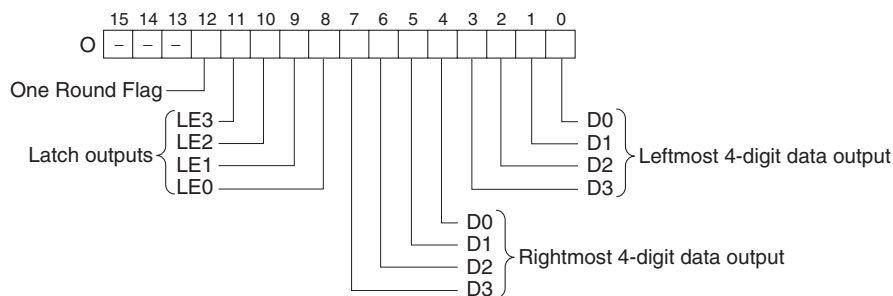 15 14 13 12 11 10 9 8 7 6 5 4 3 2 1 0
O – – –
One Round Flag
LE3
LE2
LE1
LE0
Latch outputs
D0
D1
D2
D3
Leftmost 4-digit data output
D0
D1
D2
D3
Rightmost 4-digit data output